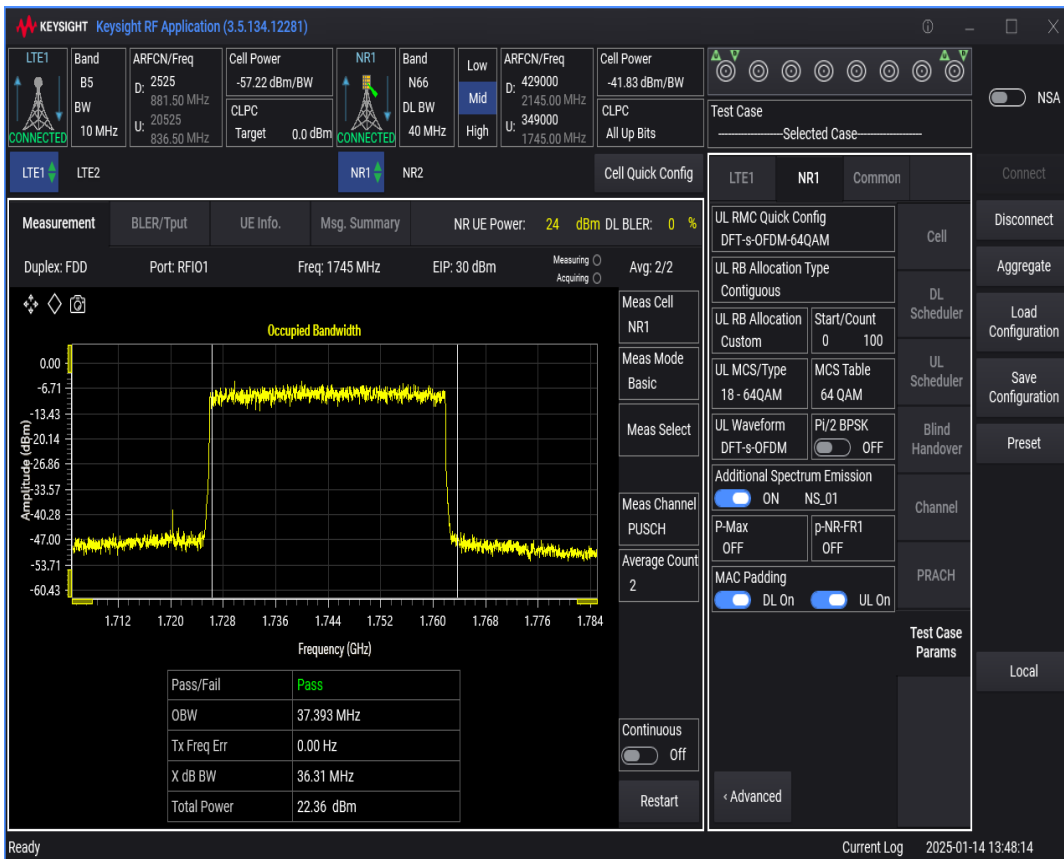 KEYSIGHT Keysight RF Application (3.5.134.12281)
LTE1
CONNECTED
Band
B5
BW
10 MHz
ARFCN/Freq
D: 2525
881.50 MHz
U: 20525
836.50 MHz
Cell Power
-57.22 dBm/BW
CLPC
Target 0.0 dBm
NR1
CONNECTED
Band
N66
DL BW
40 MHz
Low
Mid
High
ARFCN/Freq
D: 429000
2145.00 MHz
U: 349000
1745.00 MHz
Cell Power
-41.83 dBm/BW
CLPC
All Up Bits
Test Case
----------------Selected Case----------------
NSA
LTE1 LTE2
NR1 NR2
Cell Quick Config
Measurement BLER/Tput UE Info. Msg. Summary NR UE Power: 24 dBm DL BLER: 0 %
Duplex: FDD Port: RFIO1 Freq: 1745 MHz EIP: 30 dBm Measuring Acquiring Avg: 2/2
Occupied Bandwidth
Amplitude (dBm)
0.00
-6.71
-13.43
-20.14
-26.86
-33.57
-40.28
-47.00
-53.71
-60.43
1.712 1.720 1.728 1.736 1.744 1.752 1.760 1.768 1.776 1.784
Frequency (GHz)
Pass/Fail Pass
OBW 37.393 MHz
Tx Freq Err 0.00 Hz
X dB BW 36.31 MHz
Total Power 22.36 dBm
Meas Cell
NR1
Meas Mode
Basic
Meas Select
Meas Channel
PUSCH
Average Count
2
Continuous
Off
Restart
LTE1 NR1 Common
UL RMC Quick Config
DFT-s-OFDM-64QAM
UL RB Allocation Type
Contiguous
UL RB Allocation
Custom
Start/Count
0 100
UL MCS/Type
18 - 64QAM
MCS Table
64 QAM
UL Waveform
DFT-s-OFDM
Pi/2 BPSK
OFF
Additional Spectrum Emission
ON NS_01
P-Max
OFF
p-NR-FR1
OFF
MAC Padding
DL On UL On
‹ Advanced
Cell
DL
Scheduler
UL
Scheduler
Blind
Handover
Channel
PRACH
Test Case
Params
Connect
Disconnect
Aggregate
Load
Configuration
Save
Configuration
Preset
Local
Ready
Current Log 2025-01-14 13:48:14